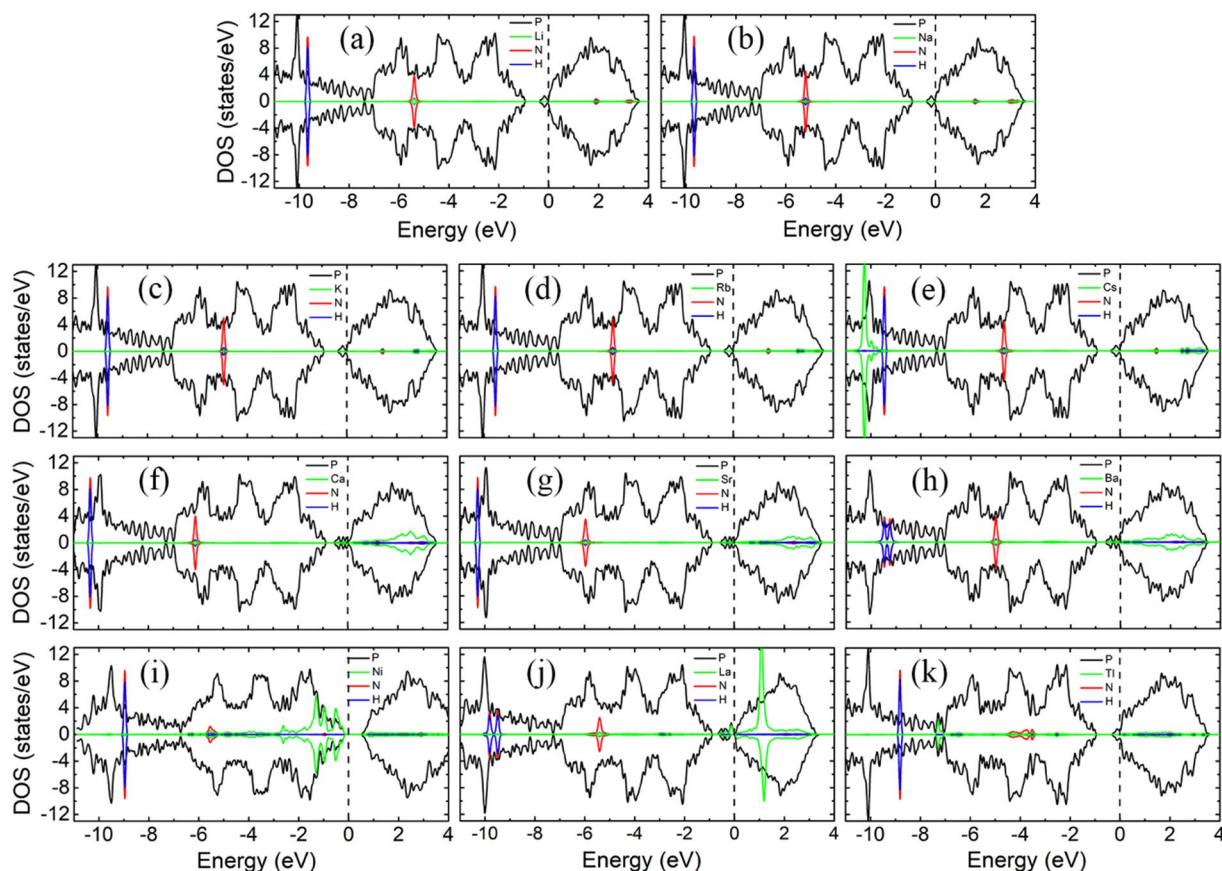 DOS (states/eV)
12
8
4
0
-4
-8
-12
(a)
P
Li
N
H
(b)
P
Na
N
H
-10 -8 -6 -4 -2 0 2 4
-10 -8 -6 -4 -2 0 2 4
Energy (eV)
Energy (eV)
DOS (states/eV)
12
8
4
0
-4
-8
-12
(c)
P
K
N
H
(d)
P
Rb
N
H
(e)
P
Cs
N
H
DOS (states/eV)
12
8
4
0
-4
-8
-12
(f)
P
Ca
N
H
(g)
P
Sr
N
H
(h)
P
Ba
N
H
DOS (states/eV)
12
8
4
0
-4
-8
-12
(i)
P
Ni
N
H
(j)
P
La
N
H
(k)
P
Tl
N
H
-10 -8 -6 -4 -2 0 2 4
-10 -8 -6 -4 -2 0 2 4
-10 -8 -6 -4 -2 0 2 4
Energy (eV)
Energy (eV)
Energy (eV)